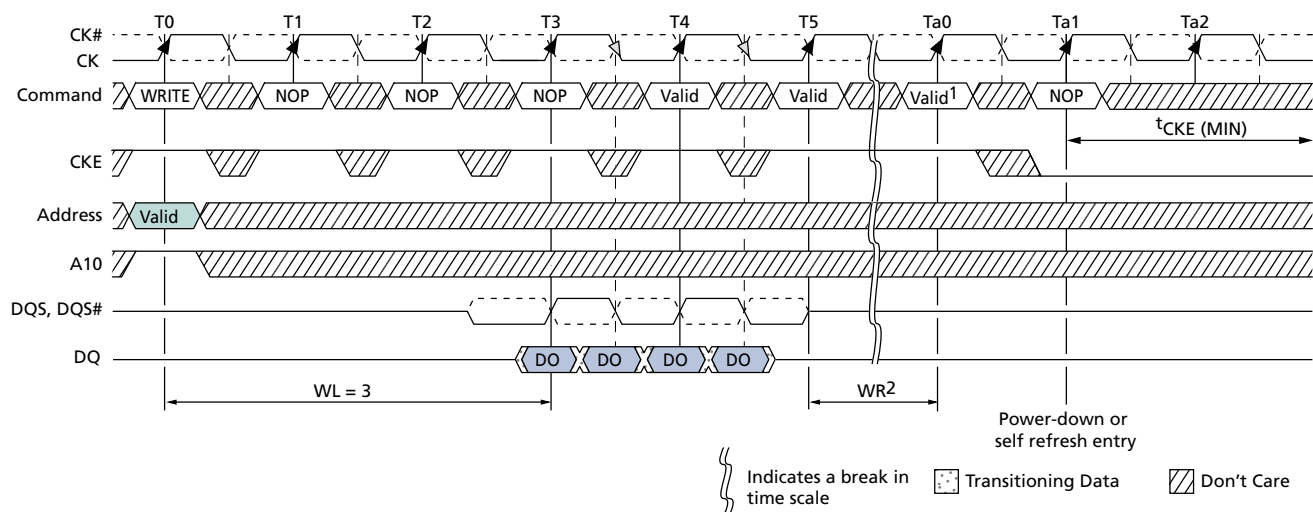 T0 T1 T2 T3 T4 T5 Ta0 Ta1 Ta2
CK#
CK
Command WRITE NOP NOP NOP Valid Valid Valid1 NOP
tCKE (MIN)
CKE
Address Valid
A10
DQS, DQS#
DQ DO DO DO DO
WL = 3 WR2
Power-down or
self refresh entry
Indicates a break in
time scale
Transitioning Data
Don't Care